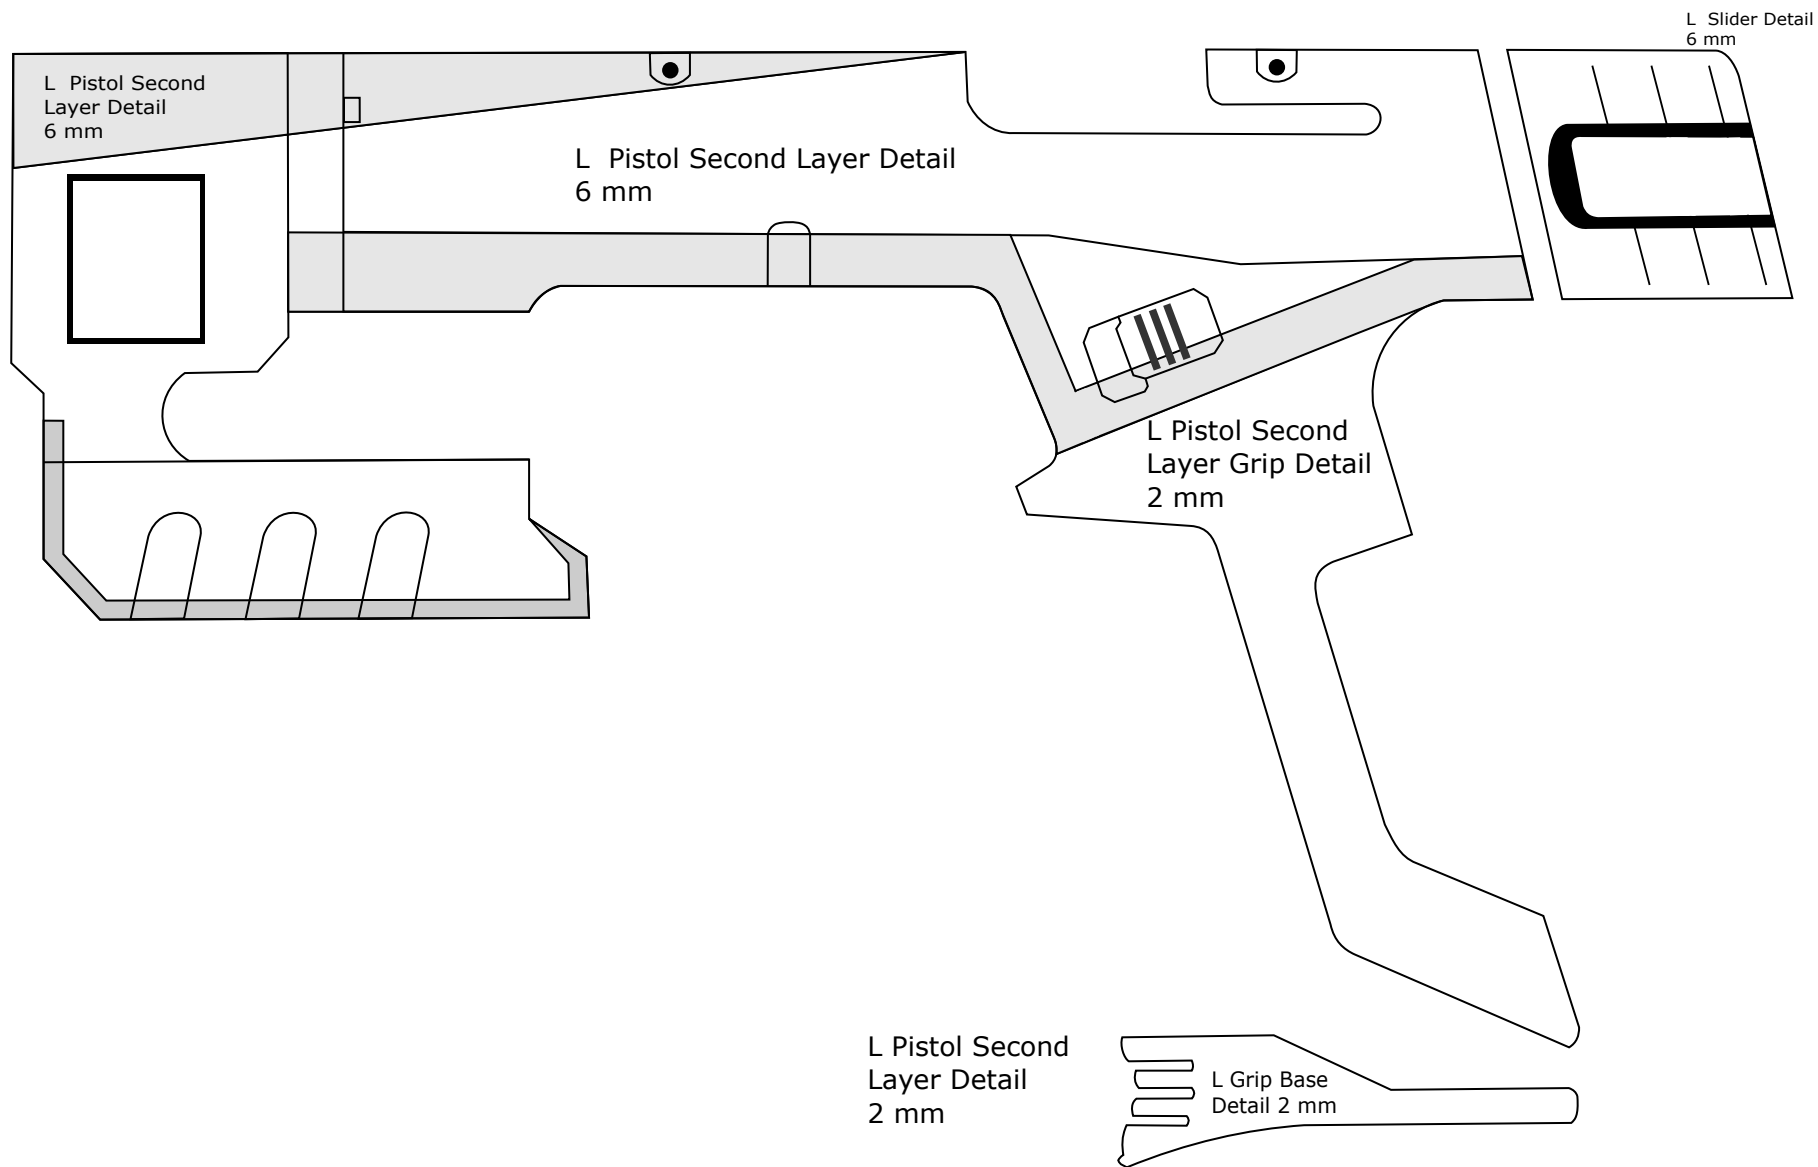 L Slider Detail
6 mm
L Pistol Second
Layer Detail
6 mm
L Pistol Second Layer Detail
6 mm
L Pistol Second
Layer Grip Detail
2 mm
L Pistol Second
Layer Detail
2 mm
L Grip Base
Detail 2 mm